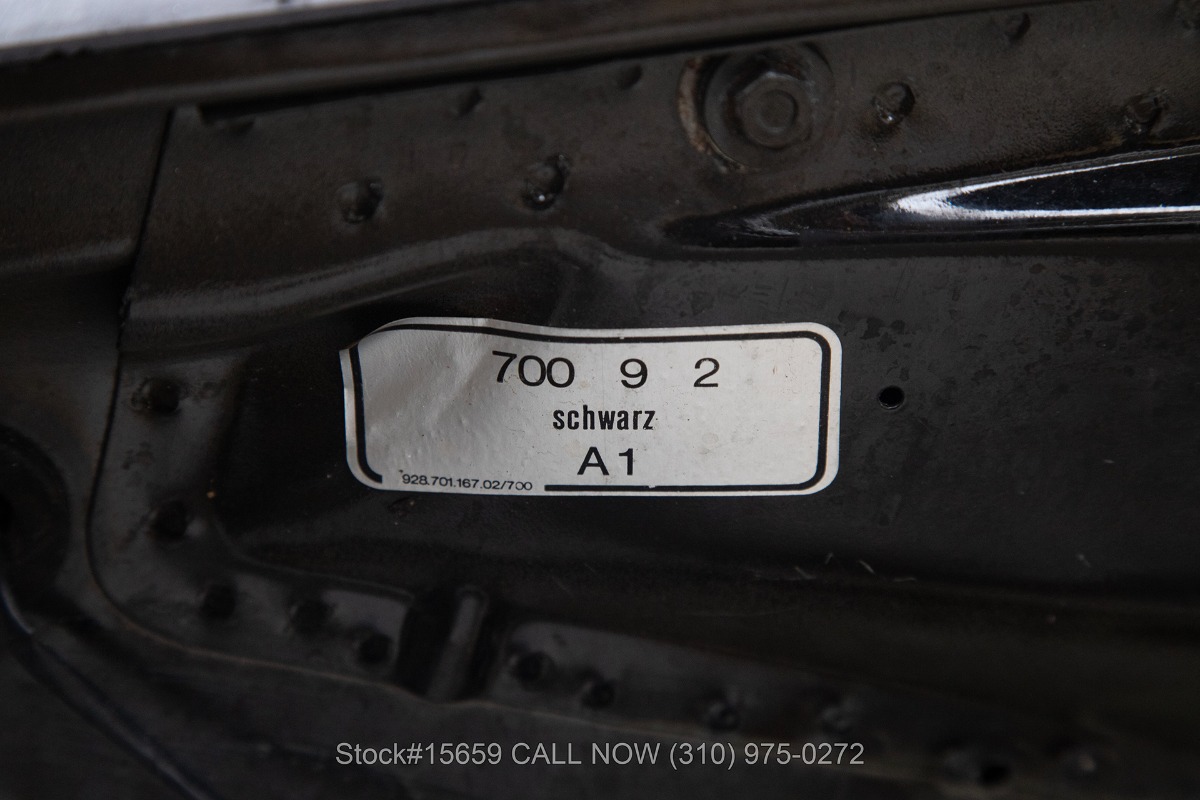 700 9 2
schwarz
A1
928.701.167.02/700
Stock#15659 CALL NOW (310) 975-0272